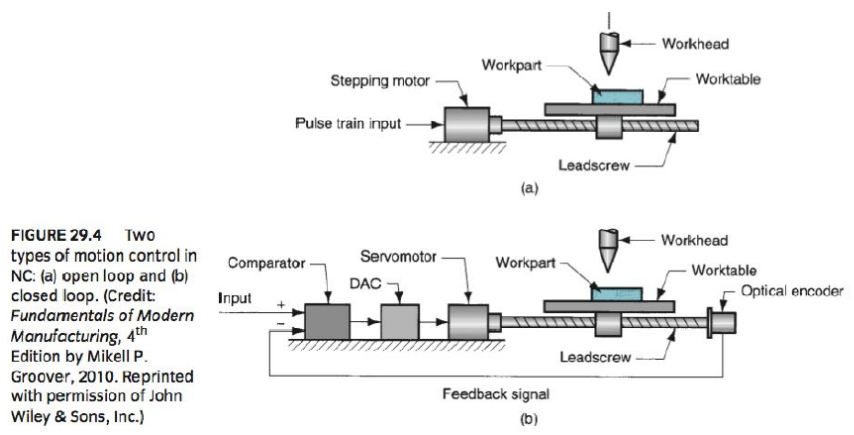 Workhead
Workpart
Worktable
Stepping motor
Pulse train input
Leadscrew
(a)
FIGURE 29.4 Two
types of motion control in
NC: (a) open loop and (b)
closed loop. (Credit:
Fundamentals of Modern
Manufacturing, 4th
Edition by Mikell P.
Groover, 2010. Reprinted
with permission of John
Wiley & Sons, Inc.)
Workhead
Servomotor
Workpart
Comparator
Worktable
DAC
Optical encoder
Input
+
−
Leadscrew
Feedback signal
(b)